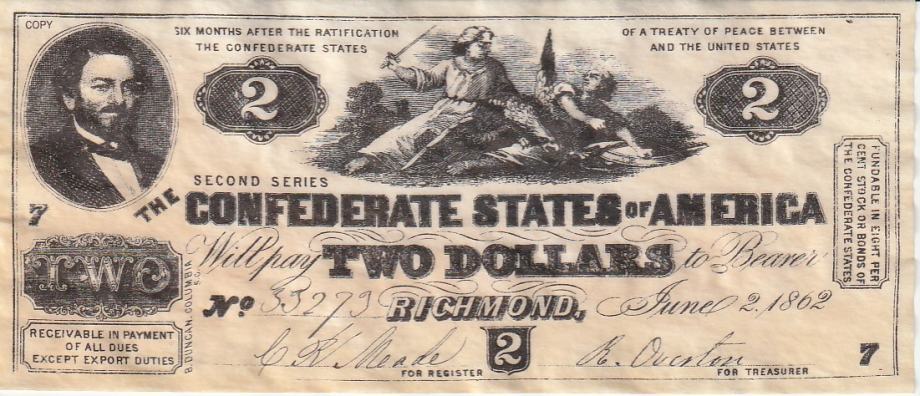 COPY
SIX MONTHS AFTER THE RATIFICATION
OF A TREATY OF PEACE BETWEEN
THE CONFEDERATE STATES
AND THE UNITED STATES
2
2
SECOND SERIES
7
THE CONFEDERATE STATES OF AMERICA
FUNDABLE IN EIGHT PER
CENT STOCK OR BONDS OF
THE CONFEDERATE STATES
TWO
Will pay TWO DOLLARS to Bearer
B. DUNCAN, COLUMBIA
S.C.
No 33273 RICHMOND, June 2, 1862
RECEIVABLE IN PAYMENT
OF ALL DUES
EXCEPT EXPORT DUTIES
C R Meade FOR REGISTER
2
R. Overton FOR TREASURER
7